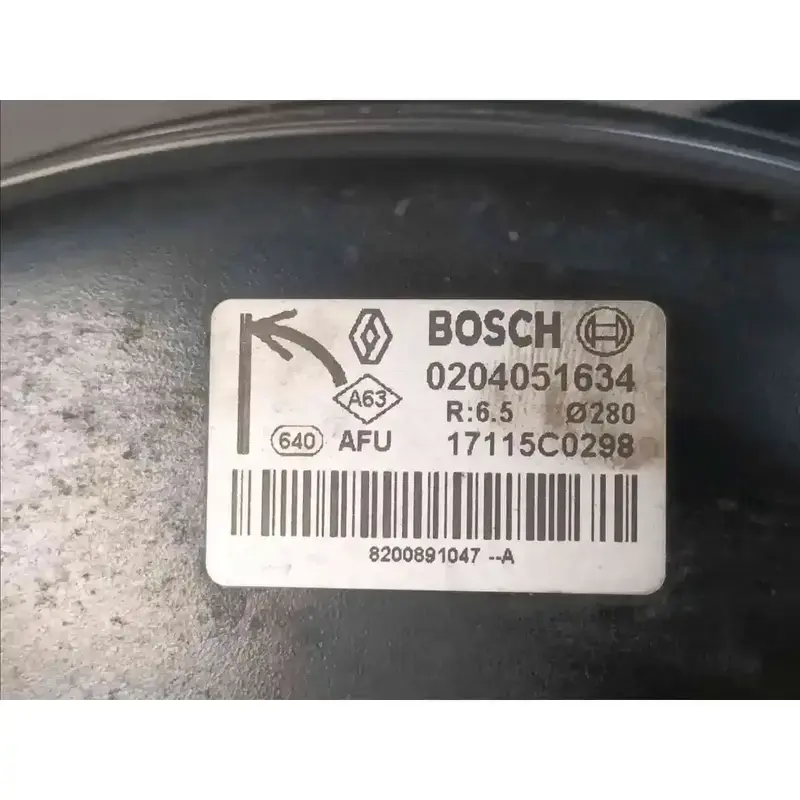 BOSCH
0204051634
A63
R:6.5 Ø280
640 AFU 17115C0298
8200891047 --A